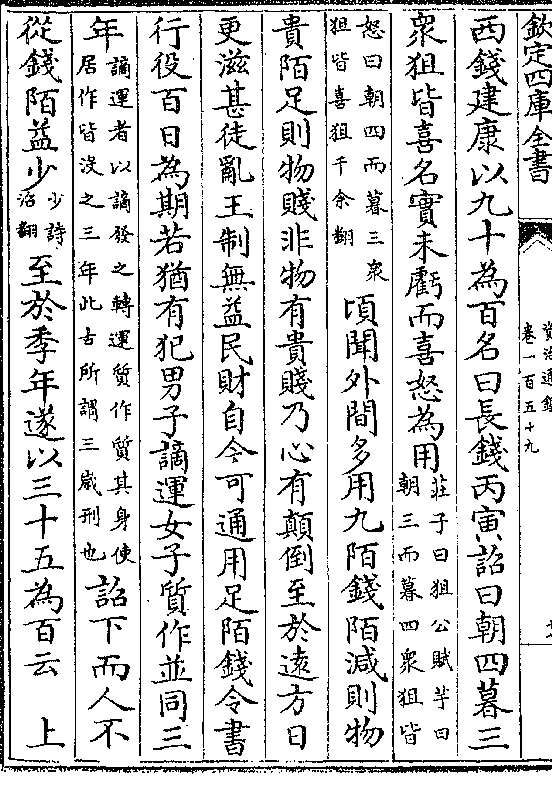 欽定四庫全書
資治通鑑
卷一百五十九
西錢建康以九十為百名曰長錢丙寅詔曰朝四暮三
衆狙皆喜名實未虧而喜怒為用莊子曰狙公賦芧曰朝三而暮四衆狙皆
怒曰朝四而暮三衆狙皆喜狙千余翻頃聞外間多用九陌錢陌減則物
貴陌足則物賤非物有貴賤乃心有顛倒至於逺方日
更滋甚徒亂王制無益民財自今可通用足陌錢令書
行後百日為期若猶有犯男子謫運女子質作並同三
年謫運者以謫發之轉運質作質其身使居作皆没之三年此古所謂三歲刑也詔下而人不
從錢陌益少少詩沼翻至於季年遂以三十五為百云　上